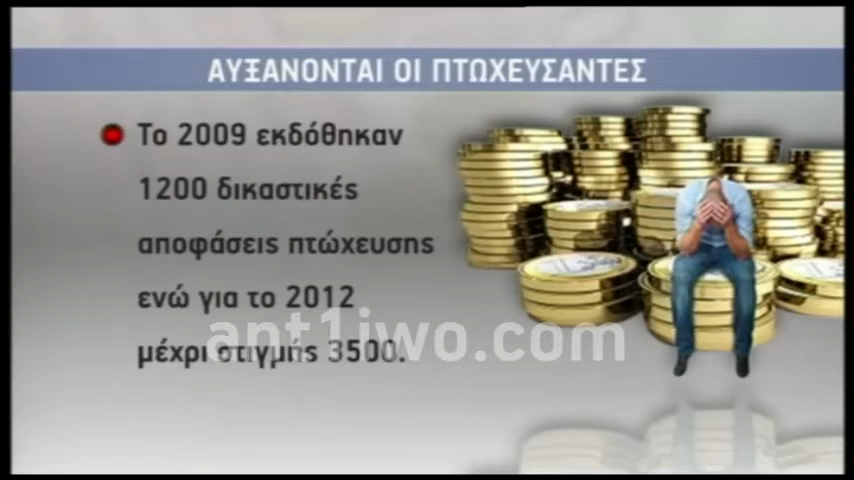 ΑΥΞΑΝΟΝΤΑΙ ΟΙ ΠΤΩΧΕΥΣΑΝΤΕΣ
Το 2009 εκδόθηκαν
1200 δικαστικές
αποφάσεις πτώχευσης
ενώ για το 2012
μέχρι στιγμής 3500.
ant1iwo.com